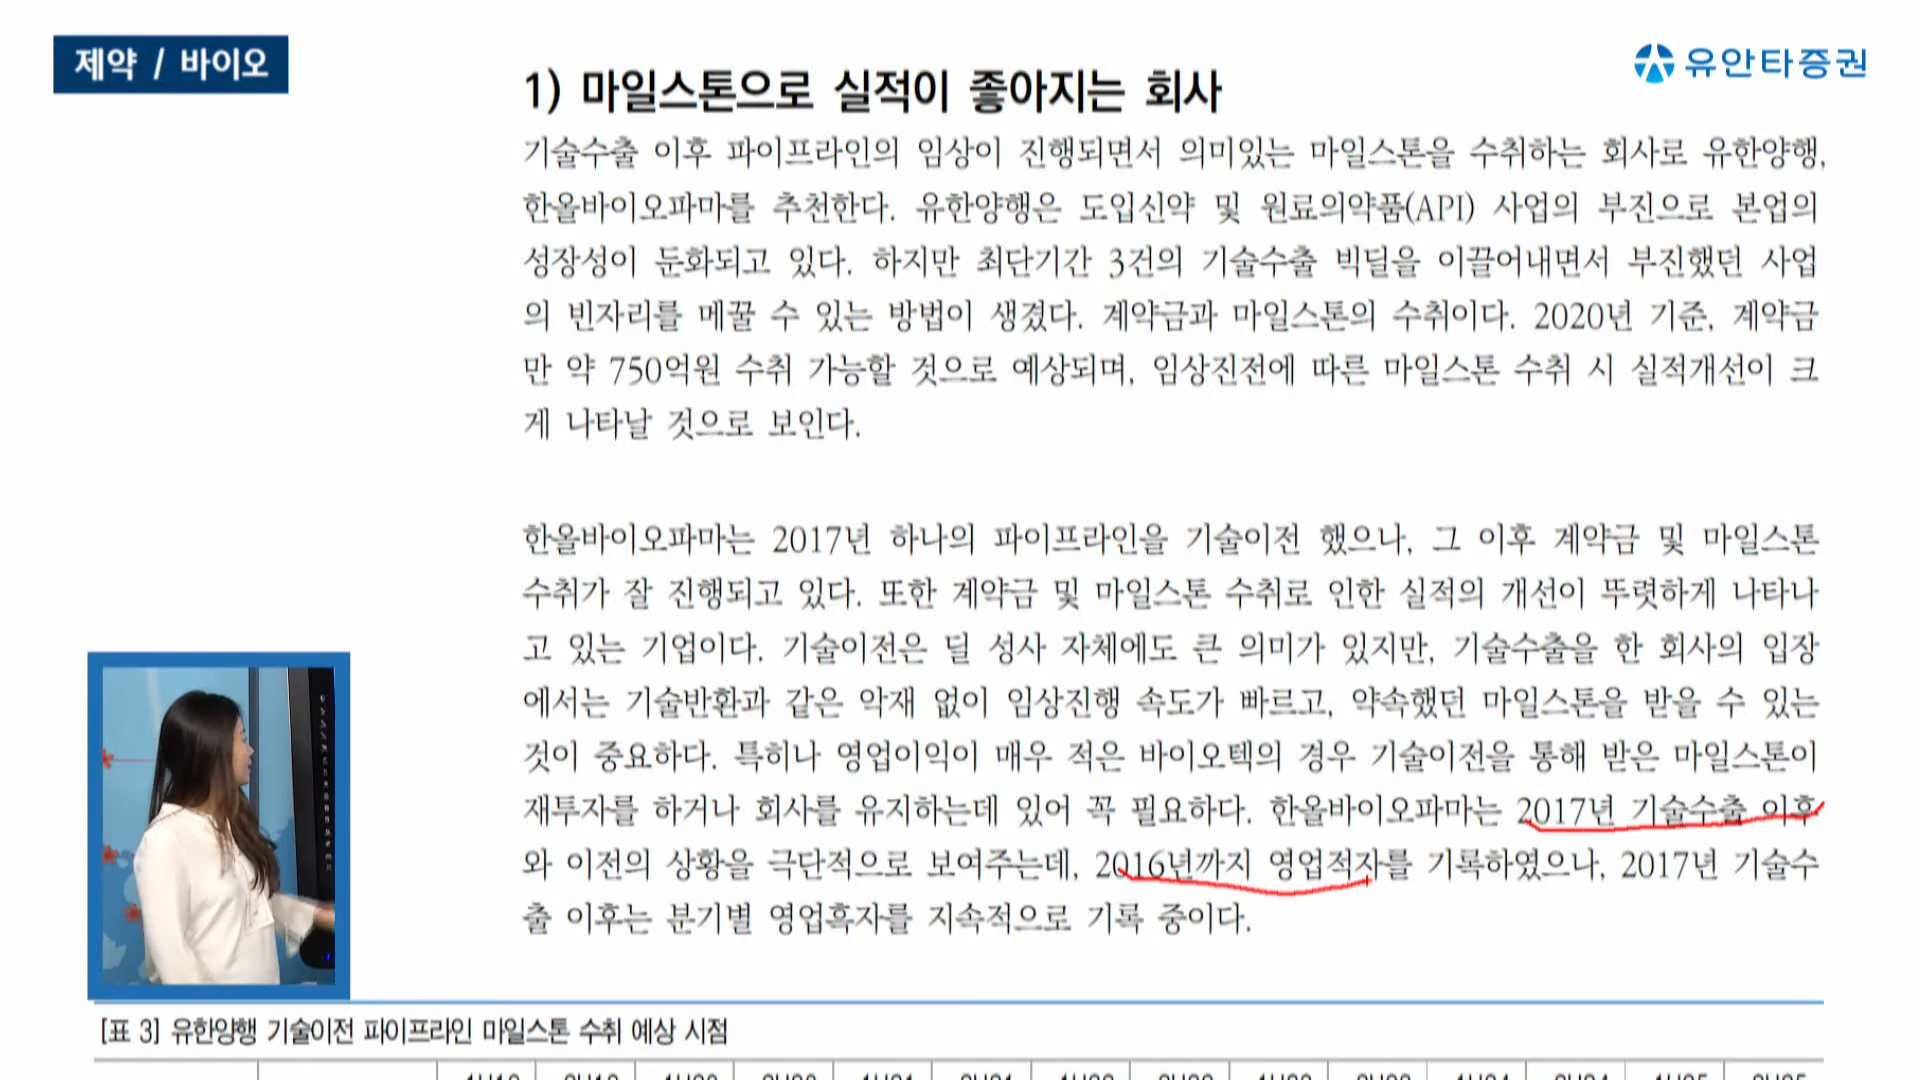 제약 / 바이오
유안타증권
1) 마일스톤으로 실적이 좋아지는 회사
기술수출 이후 파이프라인의 임상이 진행되면서 의미있는 마일스톤을 수취하는 회사로 유한양행,
한올바이오파마를 추천한다. 유한양행은 도입신약 및 원료의약품(API) 사업의 부진으로 본업의
성장성이 둔화되고 있다. 하지만 최단기간 3건의 기술수출 빅딜을 이끌어내면서 부진했던 사업
의 빈자리를 메꿀 수 있는 방법이 생겼다. 계약금과 마일스톤의 수취이다. 2020년 기준, 계약금
만 약 750억원 수취 가능할 것으로 예상되며, 임상진전에 따른 마일스톤 수취 시 실적개선이 크
게 나타날 것으로 보인다.
한올바이오파마는 2017년 하나의 파이프라인을 기술이전 했으나, 그 이후 계약금 및 마일스톤
수취가 잘 진행되고 있다. 또한 계약금 및 마일스톤 수취로 인한 실적의 개선이 뚜렷하게 나타나
고 있는 기업이다. 기술이전은 딜 성사 자체에도 큰 의미가 있지만, 기술수출을 한 회사의 입장
에서는 기술반환과 같은 악재 없이 임상진행 속도가 빠르고, 약속했던 마일스톤을 받을 수 있는
것이 중요하다. 특히나 영업이익이 매우 적은 바이오텍의 경우 기술이전을 통해 받은 마일스톤이
재투자를 하거나 회사를 유지하는데 있어 꼭 필요하다. 한올바이오파마는 2017년 기술수출 이후
와 이전의 상황을 극단적으로 보여주는데, 2016년까지 영업적자를 기록하였으나, 2017년 기술수
출 이후는 분기별 영업흑자를 지속적으로 기록 중이다.
[표 3] 유한양행 기술이전 파이프라인 마일스톤 수취 예상 시점